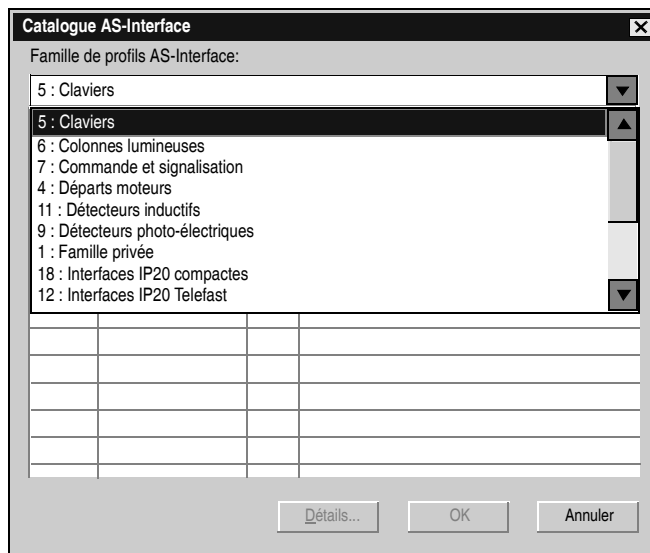 Catalogue AS-Interface
Famille de profils AS-Interface:
5 : Claviers
5 : Claviers
6 : Colonnes lumineuses
7 : Commande et signalisation
4 : Départs moteurs
11 : Détecteurs inductifs
9 : Détecteurs photo-électriques
1 : Famille privée
18 : Interfaces IP20 compactes
12 : Interfaces IP20 Telefast
Détails... OK Annuler